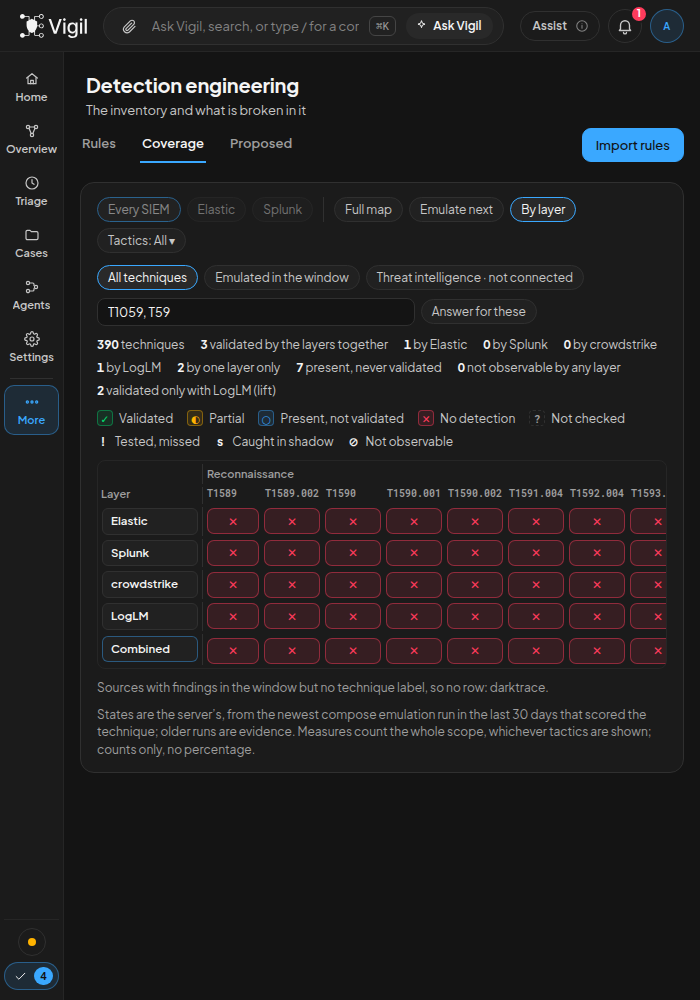 Vigil
Ask Vigil, search, or type / for a cor
⌘K
Ask Vigil
Assist
1
A
Home
Overview
Triage
Cases
Agents
Settings
More
4
Detection engineering
The inventory and what is broken in it
Rules Coverage Proposed
Import rules
Every SIEM Elastic Splunk Full map Emulate next By layer
Tactics: All ▾
All techniques Emulated in the window Threat intelligence · not connected
T1059, T59 Answer for these
390 techniques 3 validated by the layers together 1 by Elastic 0 by Splunk 0 by crowdstrike
1 by LogLM 2 by one layer only 7 present, never validated 0 not observable by any layer
2 validated only with LogLM (lift)
✓ Validated ◐ Partial ○ Present, not validated ✕ No detection ? Not checked
! Tested, missed s Caught in shadow ⊘ Not observable
Reconnaissance
Layer T1589 T1589.002 T1590 T1590.001 T1590.002 T1591.004 T1592.004 T1593.
Elastic ✕ ✕ ✕ ✕ ✕ ✕ ✕ ✕
Splunk ✕ ✕ ✕ ✕ ✕ ✕ ✕ ✕
crowdstrike ✕ ✕ ✕ ✕ ✕ ✕ ✕ ✕
LogLM ✕ ✕ ✕ ✕ ✕ ✕ ✕ ✕
Combined ✕ ✕ ✕ ✕ ✕ ✕ ✕ ✕
Sources with findings in the window but no technique label, so no row: darktrace.
States are the server's, from the newest compose emulation run in the last 30 days that scored the
technique; older runs are evidence. Measures count the whole scope, whichever tactics are shown;
counts only, no percentage.